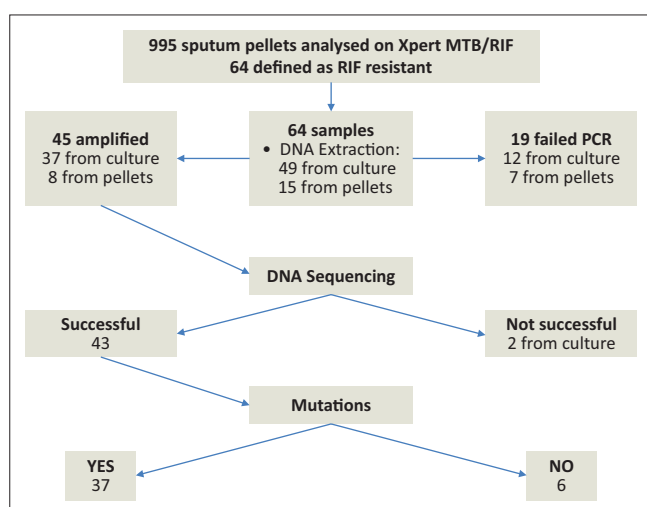 995 sputum pellets analysed on Xpert MTB/RIF
64 defined as RIF resistant
45 amplified
37 from culture
8 from pellets
64 samples
• DNA Extraction:
49 from culture
15 from pellets
19 failed PCR
12 from culture
7 from pellets
DNA Sequencing
Successful
43
Not successful
2 from culture
Mutations
YES
37
NO
6